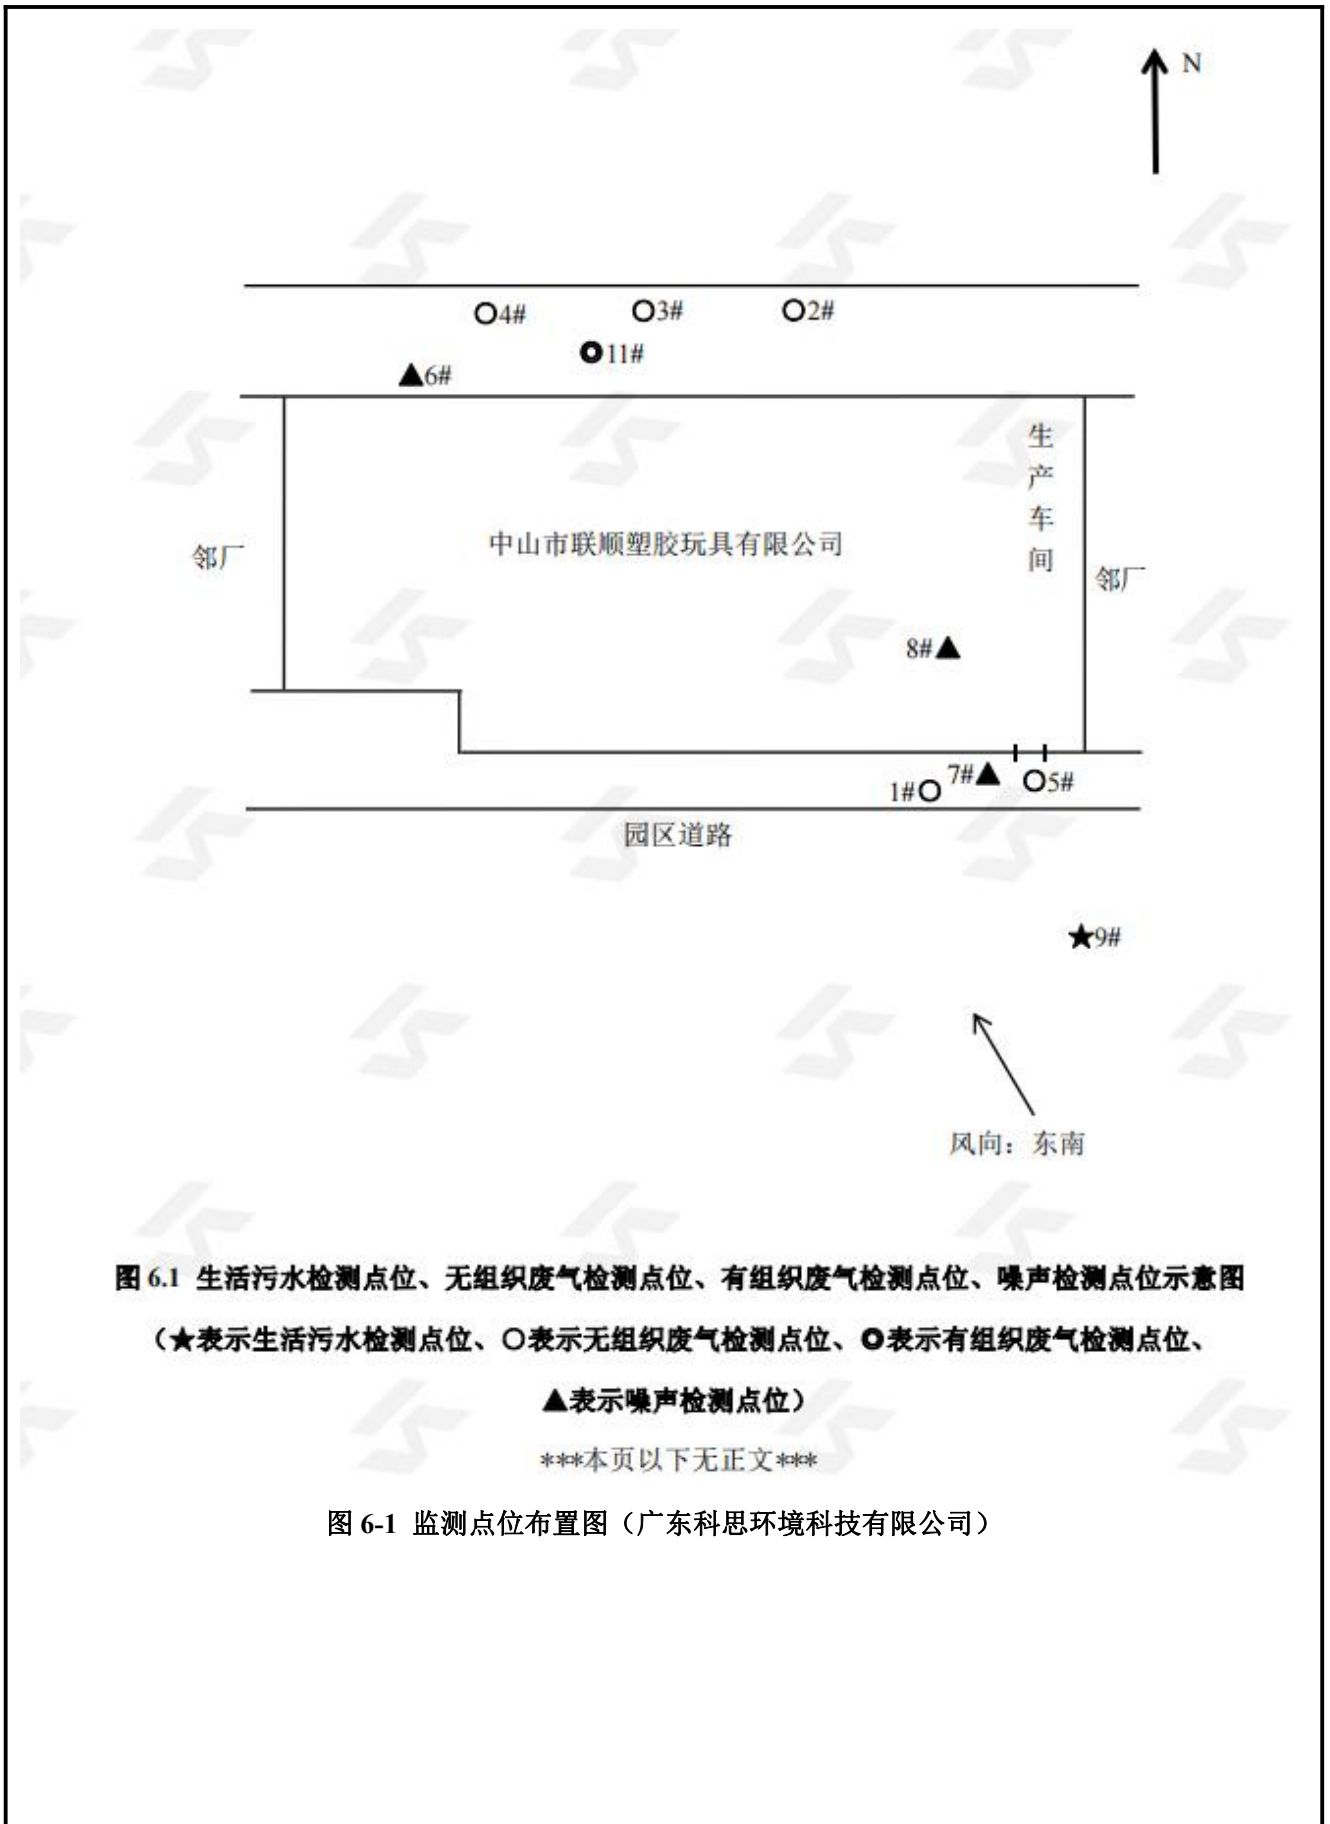 N
○4# ○3# ○2#
◎11#
▲6#
生产车间
中山市联顺塑胶玩具有限公司
邻厂
邻厂
8#▲
7#▲ ○5#
1#○
园区道路
★9#
风向：东南
图 6.1 生活污水检测点位、无组织废气检测点位、有组织废气检测点位、噪声检测点位示意图
（★表示生活污水检测点位、○表示无组织废气检测点位、◎表示有组织废气检测点位、
▲表示噪声检测点位）
***本页以下无正文***
图 6-1 监测点位布置图（广东科思环境科技有限公司）